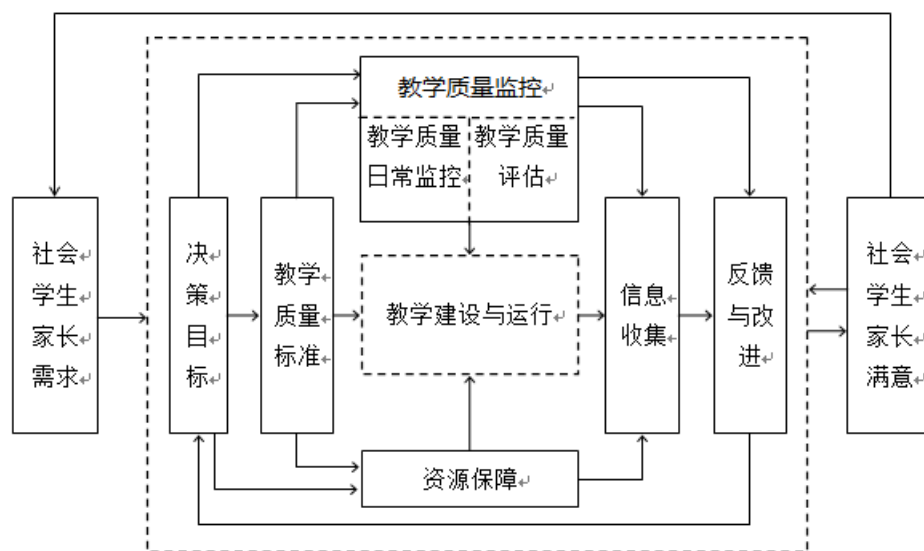 教学质量监控
教学质量
日常监控
教学质量
评估
社会
学生
家长
需求
决
策
目
标
教学
质量
标准
教学建设与运行
信息
收集
反馈
与改
进
社会
学生
家长
满意
资源保障